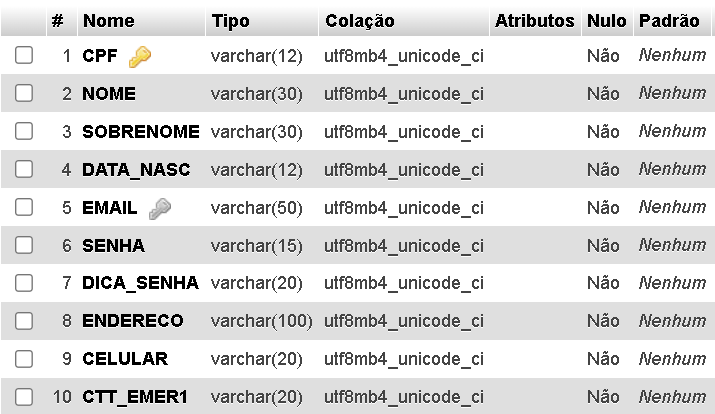 # Nome Tipo Colação Atributos Nulo Padrão
1 CPF varchar(12) utf8mb4_unicode_ci Não Nenhum
2 NOME varchar(30) utf8mb4_unicode_ci Não Nenhum
3 SOBRENOME varchar(30) utf8mb4_unicode_ci Não Nenhum
4 DATA_NASC varchar(12) utf8mb4_unicode_ci Não Nenhum
5 EMAIL varchar(50) utf8mb4_unicode_ci Não Nenhum
6 SENHA varchar(15) utf8mb4_unicode_ci Não Nenhum
7 DICA_SENHA varchar(20) utf8mb4_unicode_ci Não Nenhum
8 ENDERECO varchar(100) utf8mb4_unicode_ci Não Nenhum
9 CELULAR varchar(20) utf8mb4_unicode_ci Não Nenhum
10 CTT_EMER1 varchar(20) utf8mb4_unicode_ci Não Nenhum